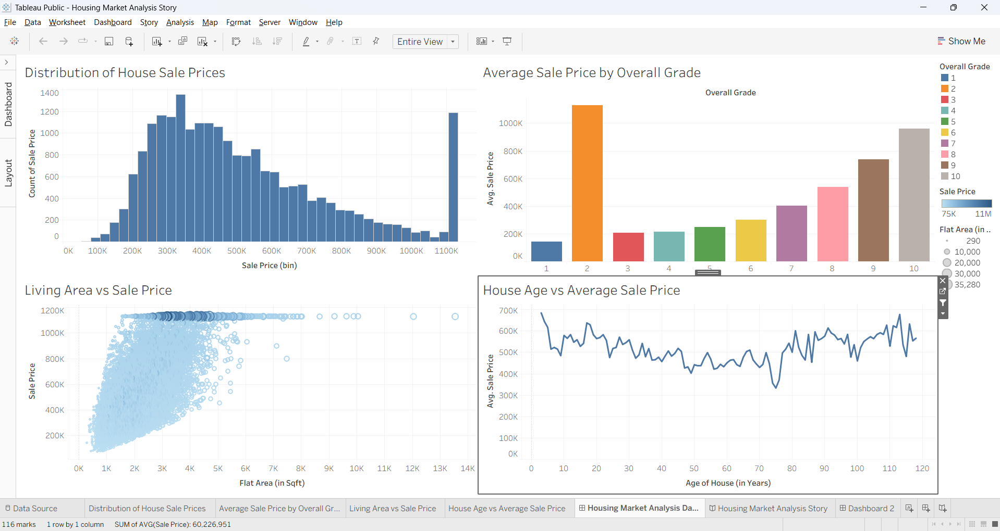 Tableau Public - Housing Market Analysis Story
File Data Worksheet Dashboard Story Analysis Map Format Server Window Help
Entire View
Show Me
Dashboard
Layout
Distribution of House Sale Prices
Count of Sale Price
1400
1200
1000
800
600
400
200
0
0K 100K 200K 300K 400K 500K 600K 700K 800K 900K 1000K 1100K
Sale Price (bin)
Average Sale Price by Overall Grade
Overall Grade
Avg. Sale Price
1000K
800K
600K
400K
200K
0K
1 2 3 4 5 6 7 8 9 10
Overall Grade
1
2
3
4
5
6
7
8
9
10
Sale Price
75K 11M
Flat Area (in ..
290
10,000
20,000
30,000
35,280
Living Area vs Sale Price
Sale Price
1200K
1000K
800K
600K
400K
200K
0K 1K 2K 3K 4K 5K 6K 7K 8K 9K 10K 11K 12K 13K 14K
Flat Area (in Sqft)
House Age vs Average Sale Price
Avg. Sale Price
700K
600K
500K
400K
300K
200K
100K
0K
0 10 20 30 40 50 60 70 80 90 100 110 120
Age of House (in Years)
Data Source Distribution of House Sale Prices Average Sale Price by Overall Gr... Living Area vs Sale Price House Age vs Average Sale Price Housing Market Analysis Da... Housing Market Analysis Story Dashboard 2
116 marks 1 row by 1 column SUM of AVG(Sale Price): 60,226,951